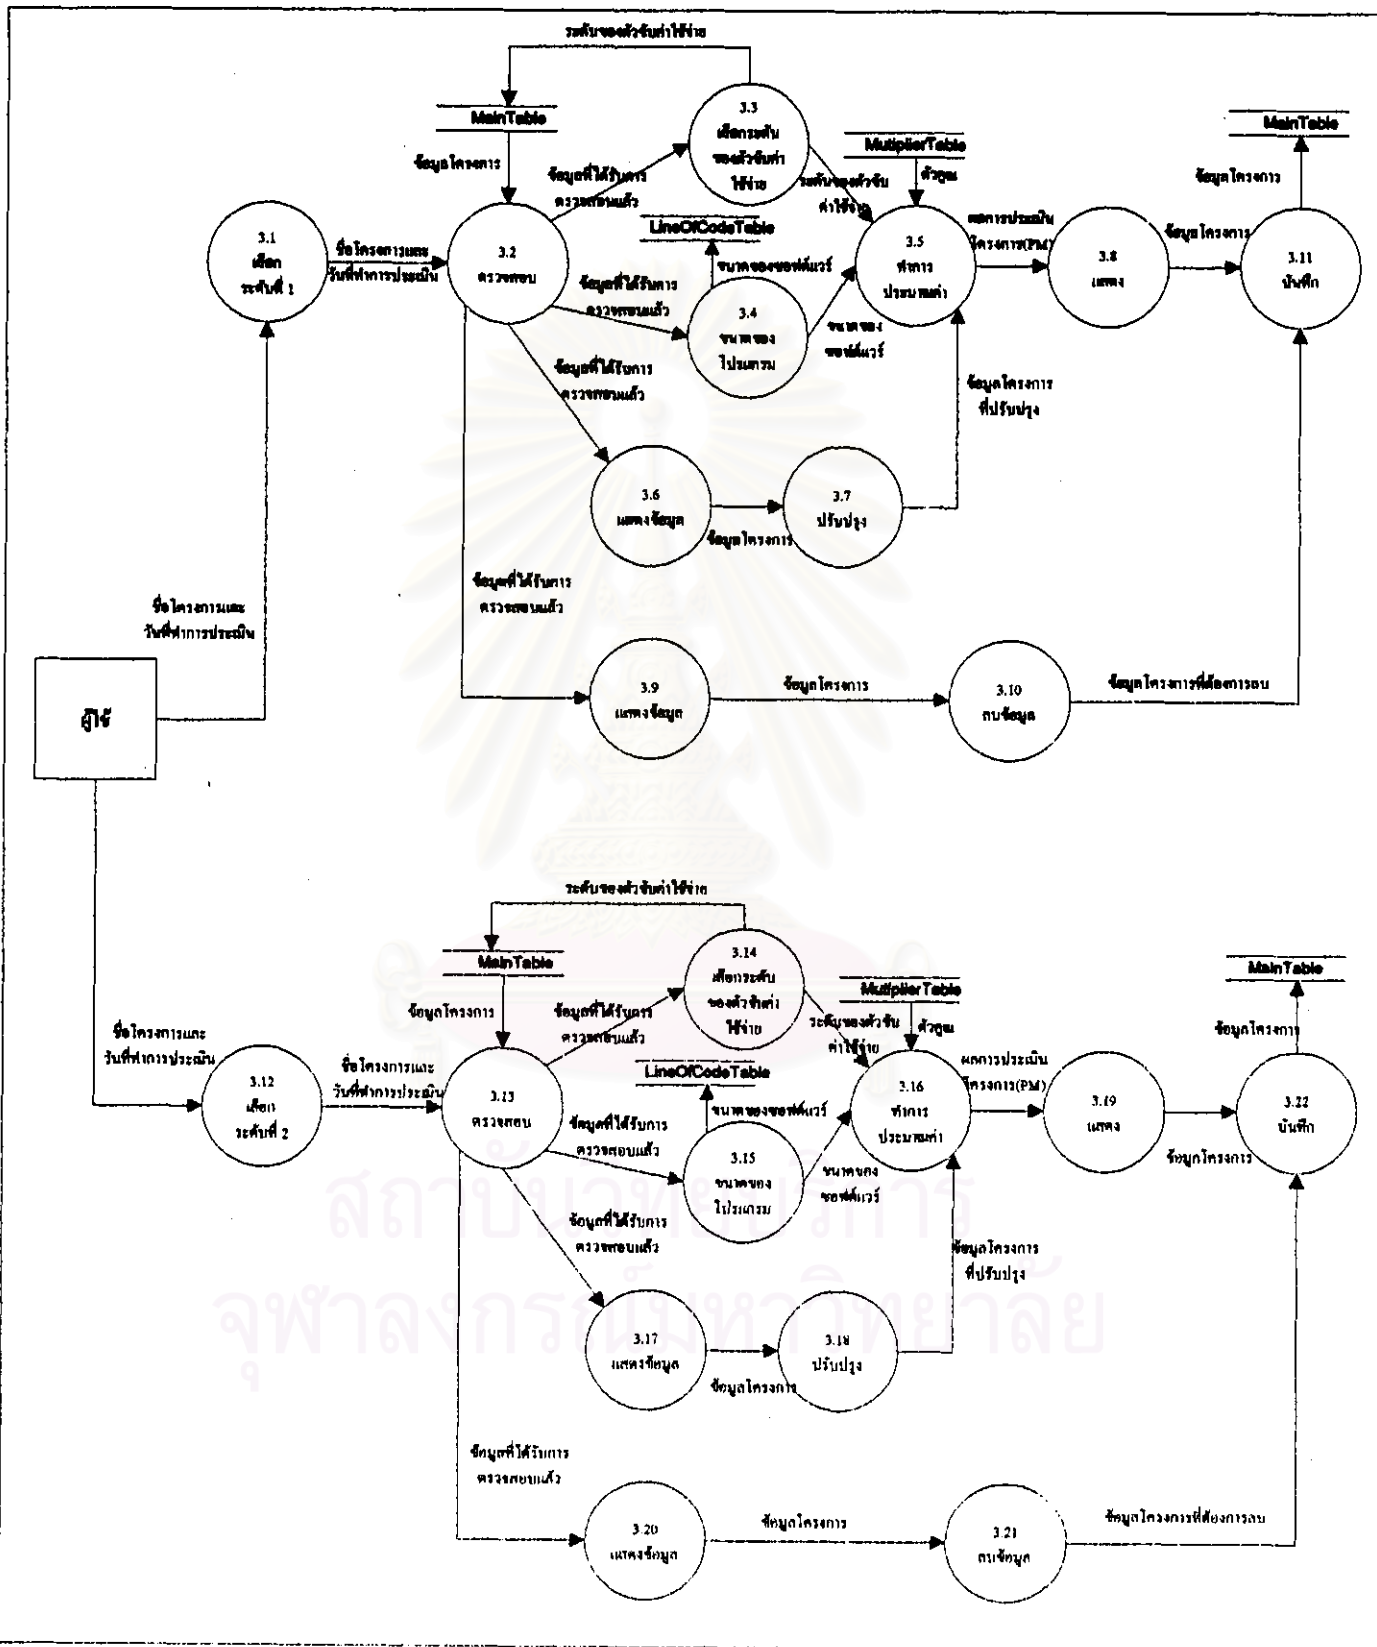 ระดับของตัวขับค่าใช้จ่าย
MainTable
3.3
เลือกระดับ
ของตัวขับค่า
ใช้จ่าย
MainTable
MutiplierTable
ข้อมูลโครงการ
ข้อมูลที่ได้รับการ
ตรวจสอบแล้ว
ระดับของตัวขับ
ค่าใช้จ่าย
ตัวคูณ
ข้อมูลโครงการ
3.1
เลือก
ระดับที่ 1
ชื่อโครงการและ
วันที่ทำการประเมิน
3.2
ตรวจสอบ
LineOfCodeTable
ขนาดของซอฟต์แวร์
3.5
ทำการ
ประมาณค่า
ผลการประเมิน
โครงการ(PM)
3.8
แสดง
ข้อมูลโครงการ
3.11
บันทึก
ข้อมูลที่ได้รับการ
ตรวจสอบแล้ว
3.4
ขนาดของ
โปรแกรม
ขนาดของ
ซอฟต์แวร์
ข้อมูลที่ได้รับการ
ตรวจสอบแล้ว
ข้อมูลโครงการ
ที่ปรับปรุง
3.6
แสดงข้อมูล
ข้อมูลโครงการ
3.7
ปรับปรุง
ข้อมูลที่ได้รับการ
ตรวจสอบแล้ว
ชื่อโครงการและ
วันที่ทำการประเมิน
ผู้ใช้
3.9
แสดงข้อมูล
ข้อมูลโครงการ
3.10
ลบข้อมูล
ข้อมูลโครงการที่ต้องการลบ
ระดับของตัวขับค่าใช้จ่าย
MainTable
3.14
เลือกระดับ
ของตัวขับค่า
ใช้จ่าย
MainTable
MutiplierTable
ข้อมูลโครงการ
ข้อมูลที่ได้รับการ
ตรวจสอบแล้ว
ระดับของตัวขับ
ค่าใช้จ่าย
ตัวคูณ
ข้อมูลโครงการ
ชื่อโครงการและ
วันที่ทำการประเมิน
3.12
เลือก
ระดับที่ 2
ชื่อโครงการและ
วันที่ทำการประเมิน
3.13
ตรวจสอบ
LineOfCodeTable
ขนาดของซอฟต์แวร์
3.16
ทำการ
ประมาณค่า
ผลการประเมิน
โครงการ(PM)
3.19
แสดง
ข้อมูลโครงการ
3.22
บันทึก
ข้อมูลที่ได้รับการ
ตรวจสอบแล้ว
3.15
ขนาดของ
โปรแกรม
ขนาดของ
ซอฟต์แวร์
สถาบันวิทยบริการ
ข้อมูลที่ได้รับการ
ตรวจสอบแล้ว
ข้อมูลโครงการ
ที่ปรับปรุง
จุฬาลงกรณ์มหาวิทยาลัย
3.17
แสดงข้อมูล
ข้อมูลโครงการ
3.18
ปรับปรุง
ข้อมูลที่ได้รับการ
ตรวจสอบแล้ว
3.20
แสดงข้อมูล
ข้อมูลโครงการ
3.21
ลบข้อมูล
ข้อมูลโครงการที่ต้องการลบ